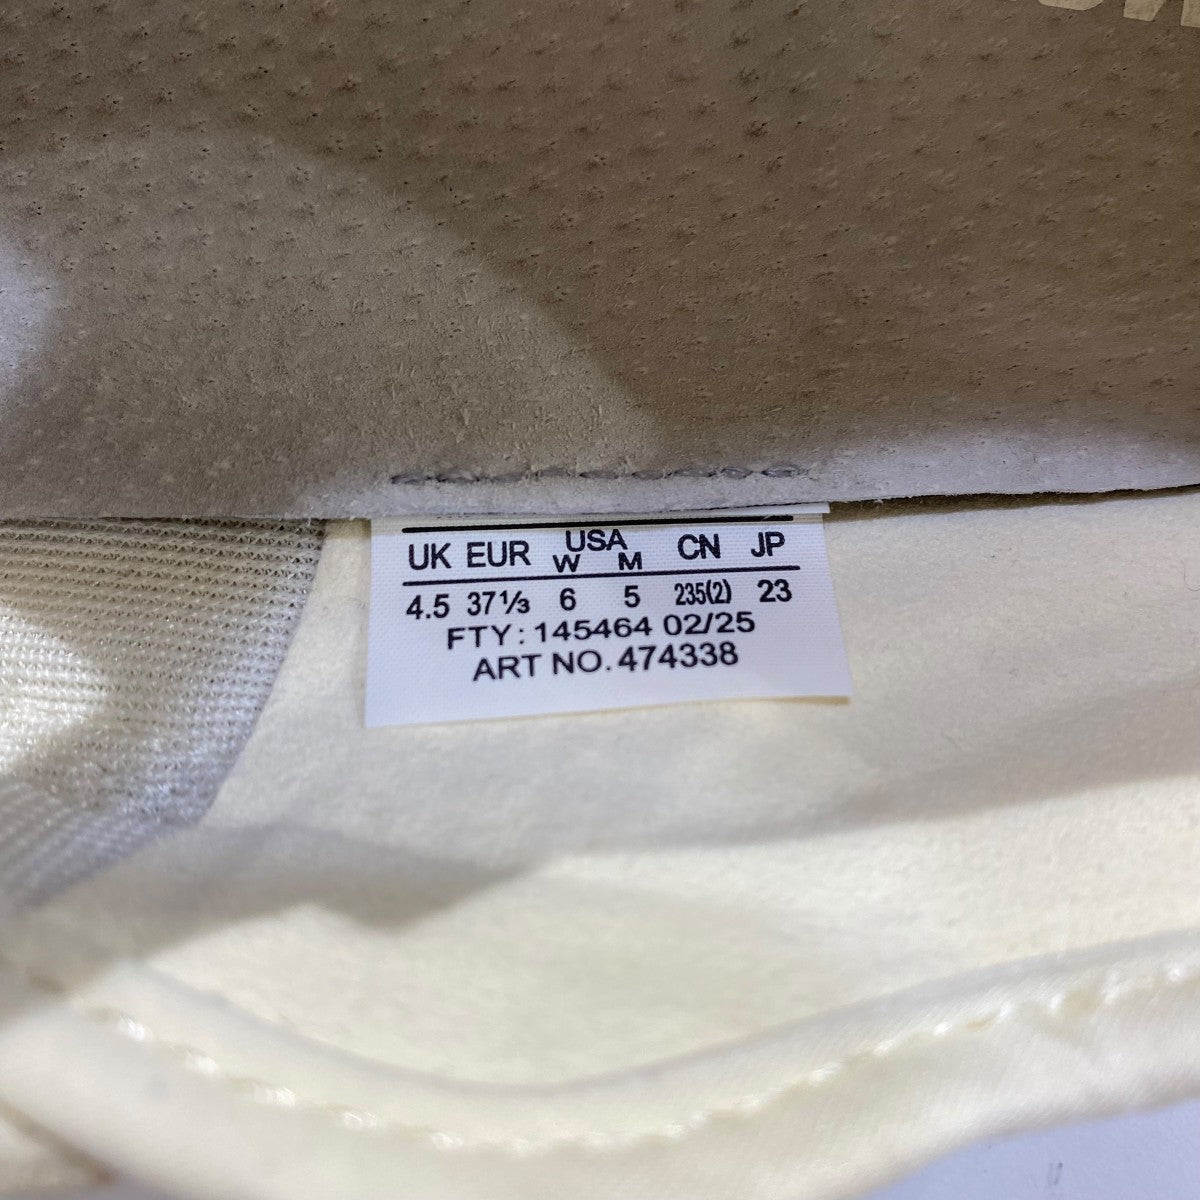 UK EUR USA CN JP
W M
4.5 37⅓ 6 5 235(2) 23
FTY: 145464 02/25
ART NO. 474338